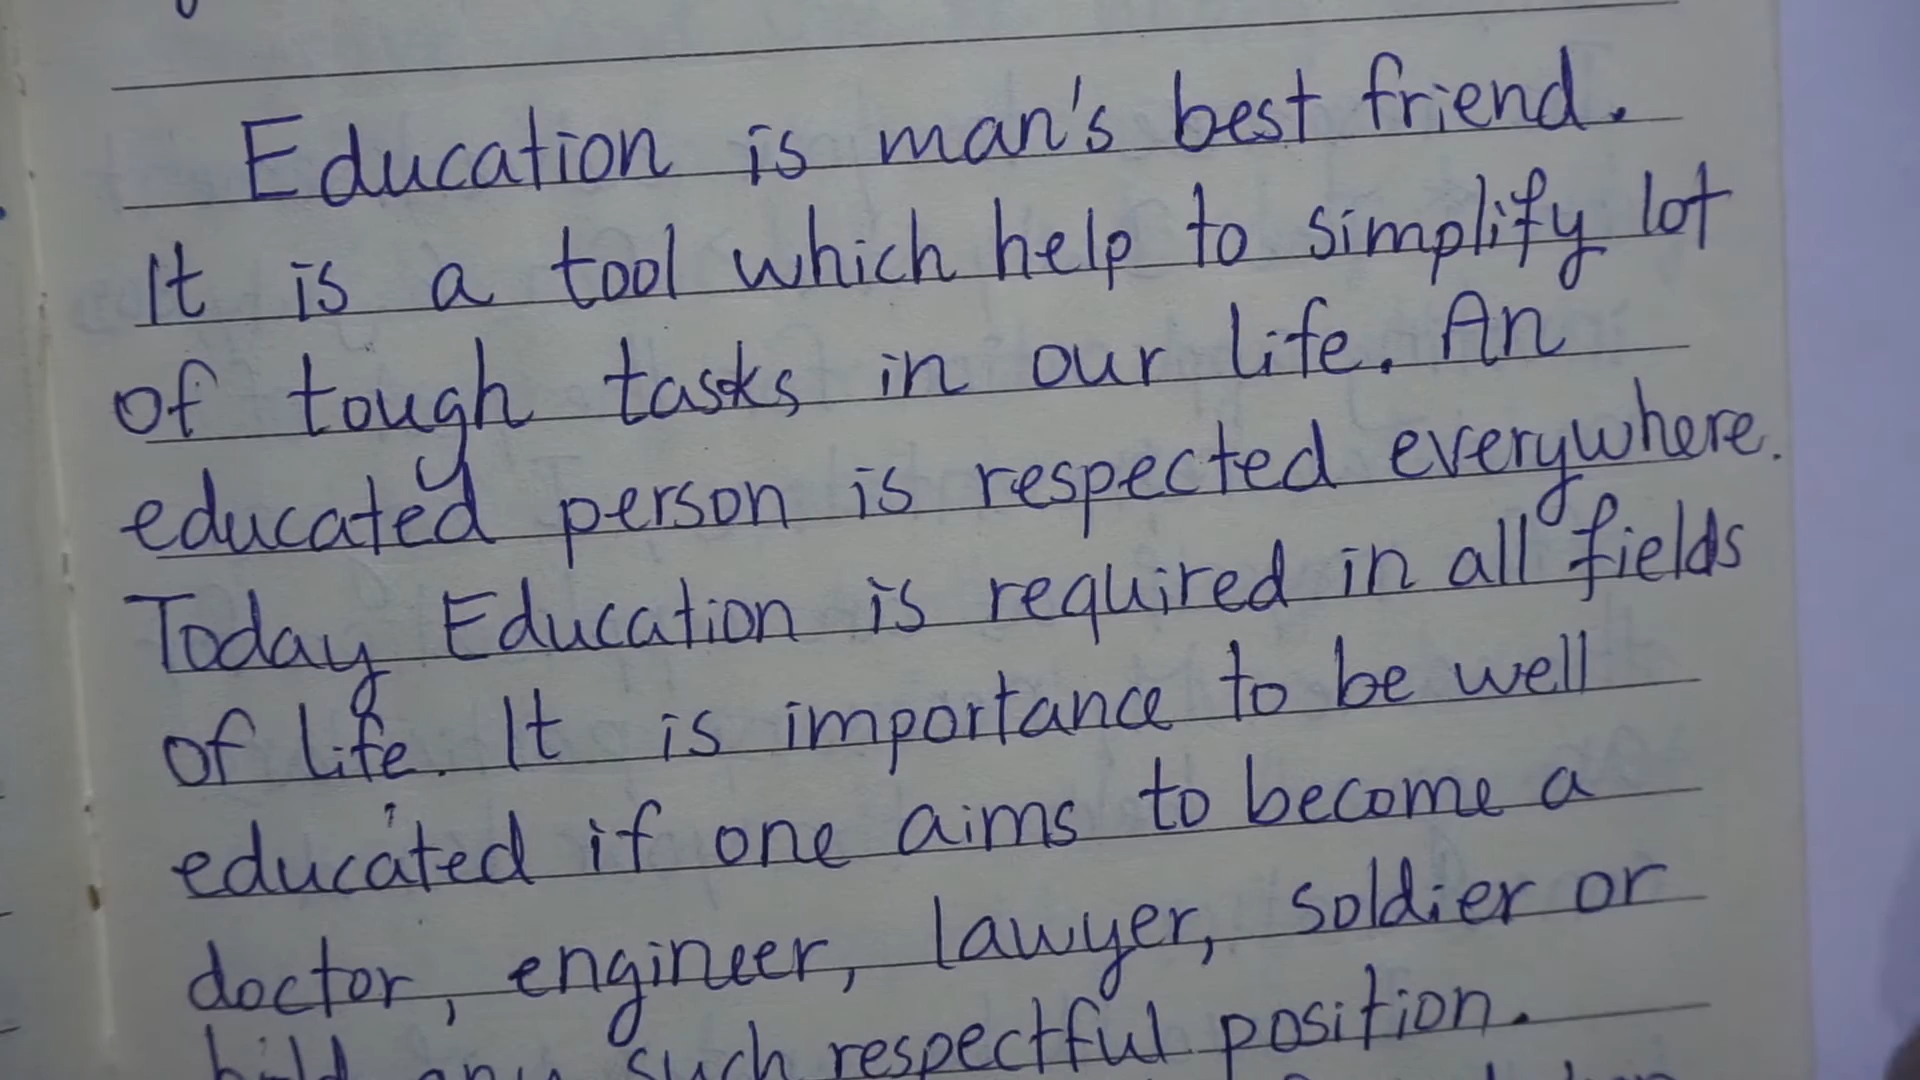 Education is man's best friend.
It is a tool which help to simplify lot
of tough tasks in our life. An
educated person is respected everywhere.
Today Education is required in all fields
of life. It is importance to be well
educated if one aims to become a
doctor, engineer, lawyer, soldier or
any such respectful position.